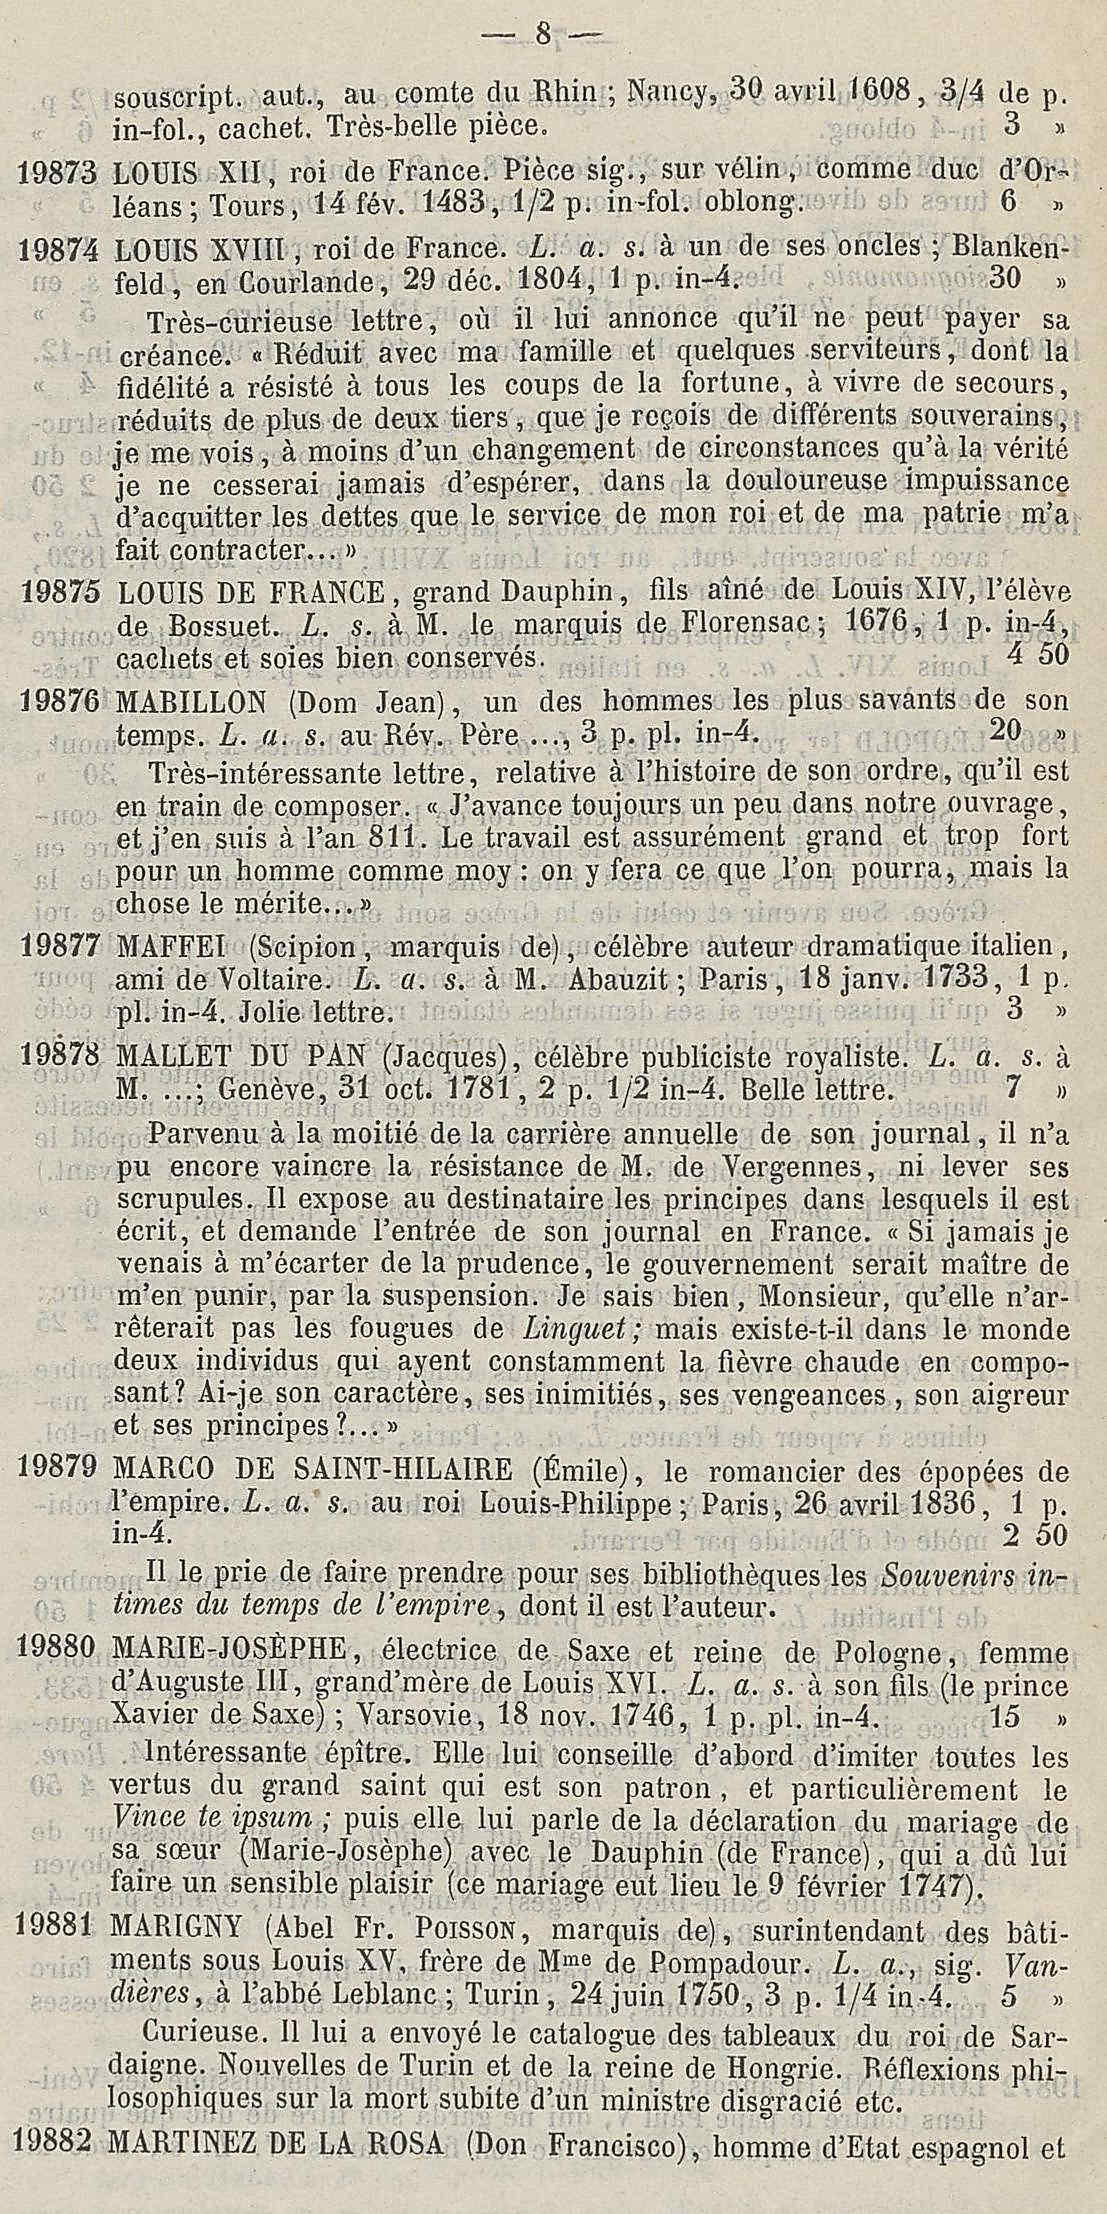 — 8 —
souscript. aut., au comte du Rhin ; Nancy, 30 avril 1608, 3/4 de p.
in-fol., cachet. Très-belle pièce. 3 »
19873 LOUIS XII, roi de France. Pièce sig., sur vélin, comme duc d'Or-
léans ; Tours, 14 fév. 1483, 1/2 p. in-fol. oblong. 6 »
19874 LOUIS XVIII, roi de France. L. a. s. à un de ses oncles ; Blanken-
feld, en Courlande, 29 déc. 1804, 1 p. in-4. 30 »
Très-curieuse lettre, où il lui annonce qu'il ne peut payer sa
créance. « Réduit avec ma famille et quelques serviteurs, dont la
fidélité a résisté à tous les coups de la fortune, à vivre de secours,
réduits de plus de deux tiers, que je reçois de différents souverains,
je me vois, à moins d'un changement de circonstances qu'à la vérité
je ne cesserai jamais d'espérer, dans la douloureuse impuissance
d'acquitter les dettes que le service de mon roi et de ma patrie m'a
fait contracter... »
19875 LOUIS DE FRANCE, grand Dauphin, fils aîné de Louis XIV, l'élève
de Bossuet. L. s. à M. le marquis de Florensac ; 1676, 1 p. in-4,
cachets et soies bien conservés. 4 50
19876 MABILLON (Dom Jean), un des hommes les plus savants de son
temps. L. a. s. au Rév. Père ..., 3 p. pl. in-4. 20 »
Très-intéressante lettre, relative à l'histoire de son ordre, qu'il est
en train de composer. « J'avance toujours un peu dans notre ouvrage,
et j'en suis à l'an 811. Le travail est assurément grand et trop fort
pour un homme comme moy : on y fera ce que l'on pourra, mais la
chose le mérite... »
19877 MAFFEI (Scipion, marquis de), célèbre auteur dramatique italien,
ami de Voltaire. L. a. s. à M. Abauzit ; Paris, 18 janv. 1733, 1 p.
pl. in-4. Jolie lettre. 3 »
19878 MALLET DU PAN (Jacques), célèbre publiciste royaliste. L. a. s. à
M. ...; Genève, 31 oct. 1781, 2 p. 1/2 in-4. Belle lettre. 7 »
Parvenu à la moitié de la carrière annuelle de son journal, il n'a
pu encore vaincre la résistance de M. de Vergennes, ni lever ses
scrupules. Il expose au destinataire les principes dans lesquels il est
écrit, et demande l'entrée de son journal en France. « Si jamais je
venais à m'écarter de la prudence, le gouvernement serait maître de
m'en punir, par la suspension. Je sais bien, Monsieur, qu'elle n'ar-
rêterait pas les fougues de Linguet ; mais existe-t-il dans le monde
deux individus qui ayent constamment la fièvre chaude en compo-
sant ? Ai-je son caractère, ses inimitiés, ses vengeances, son aigreur
et ses principes ?... »
19879 MARCO DE SAINT-HILAIRE (Émile), le romancier des épopées de
l'empire. L. a. s. au roi Louis-Philippe ; Paris, 26 avril 1836, 1 p.
in-4. 2 50
Il le prie de faire prendre pour ses bibliothèques les Souvenirs in-
times du temps de l'empire, dont il est l'auteur.
19880 MARIE-JOSÈPHE, électrice de Saxe et reine de Pologne, femme
d'Auguste III, grand'mère de Louis XVI. L. a. s. à son fils (le prince
Xavier de Saxe) ; Varsovie, 18 nov. 1746, 1 p. pl. in-4. 15 »
Intéressante épître. Elle lui conseille d'abord d'imiter toutes les
vertus du grand saint qui est son patron, et particulièrement le
Vince te ipsum ; puis elle lui parle de la déclaration du mariage de
sa sœur (Marie-Josèphe) avec le Dauphin (de France), qui a dû lui
faire un sensible plaisir (ce mariage eut lieu le 9 février 1747).
19881 MARIGNY (Abel Fr. POISSON, marquis de), surintendant des bâti-
ments sous Louis XV, frère de Mme de Pompadour. L. a., sig. Van-
dières, à l'abbé Leblanc ; Turin, 24 juin 1750, 3 p. 1/4 in-4. 5 »
Curieuse. Il lui a envoyé le catalogue des tableaux du roi de Sar-
daigne. Nouvelles de Turin et de la reine de Hongrie. Réflexions phi-
losophiques sur la mort subite d'un ministre disgracié etc.
19882 MARTINEZ DE LA ROSA (Don Francisco), homme d'Etat espagnol et